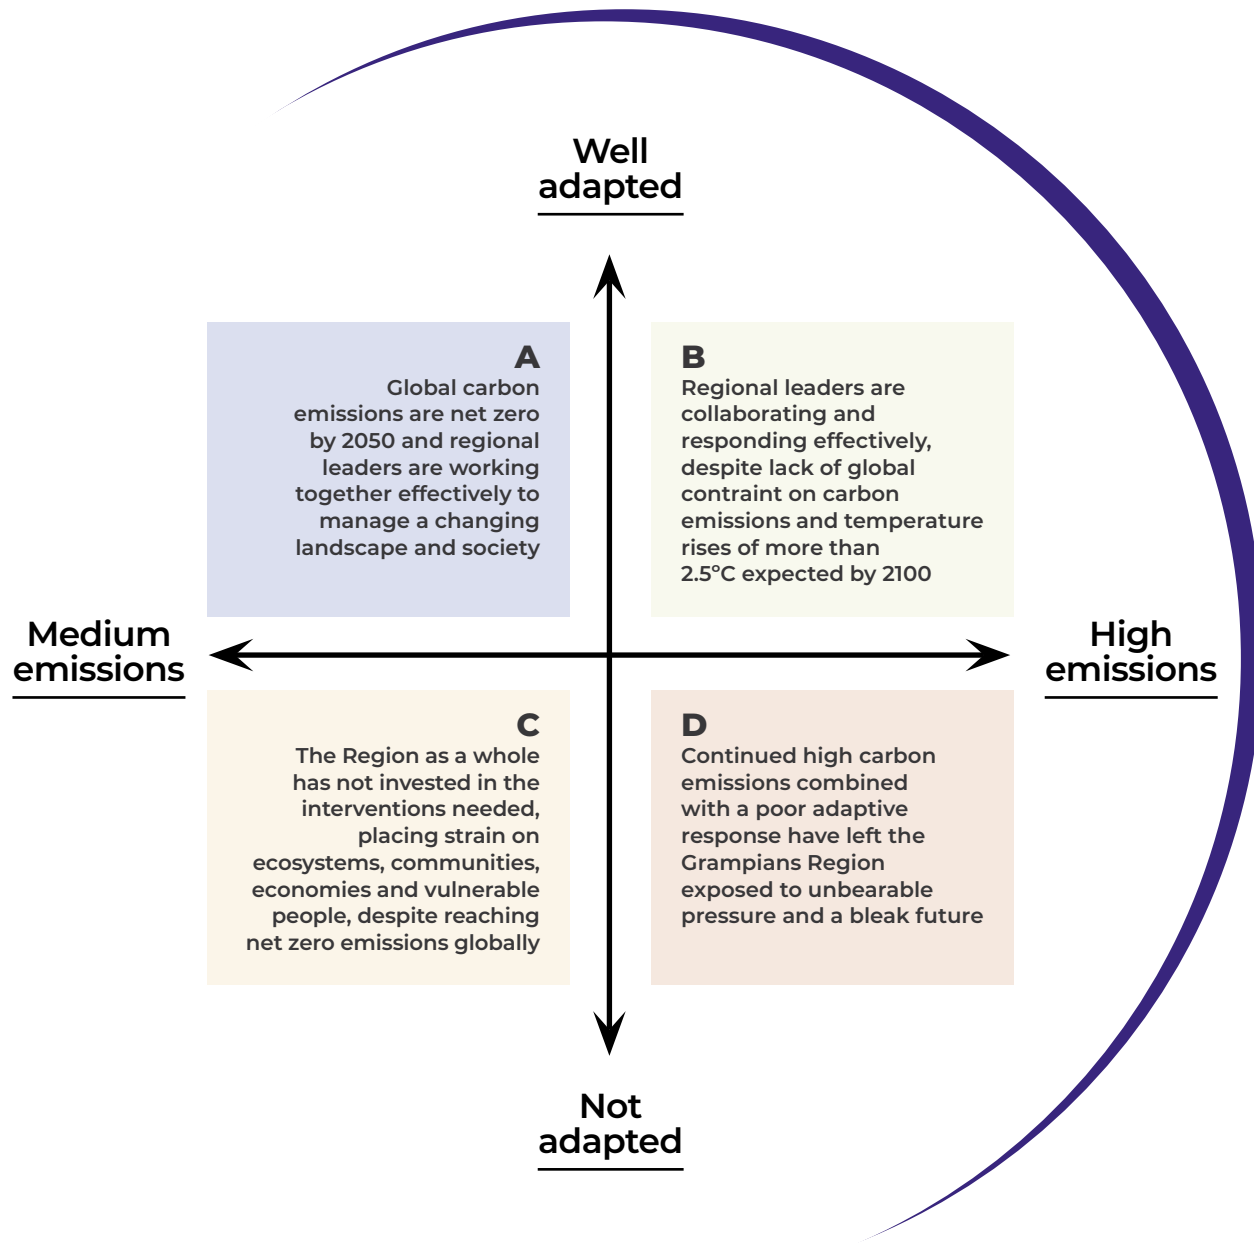 Well
adapted
A
Global carbon
emissions are net zero
by 2050 and regional
leaders are working
together effectively to
manage a changing
landscape and society
B
Regional leaders are
collaborating and
responding effectively,
despite lack of global
contraint on carbon
emissions and temperature
rises of more than
2.5ºC expected by 2100
Medium
emissions
High
emissions
C
The Region as a whole
has not invested in the
interventions needed,
placing strain on
ecosystems, communities,
economies and vulnerable
people, despite reaching
net zero emissions globally
D
Continued high carbon
emissions combined
with a poor adaptive
response have left the
Grampians Region
exposed to unbearable
pressure and a bleak future
Not
adapted